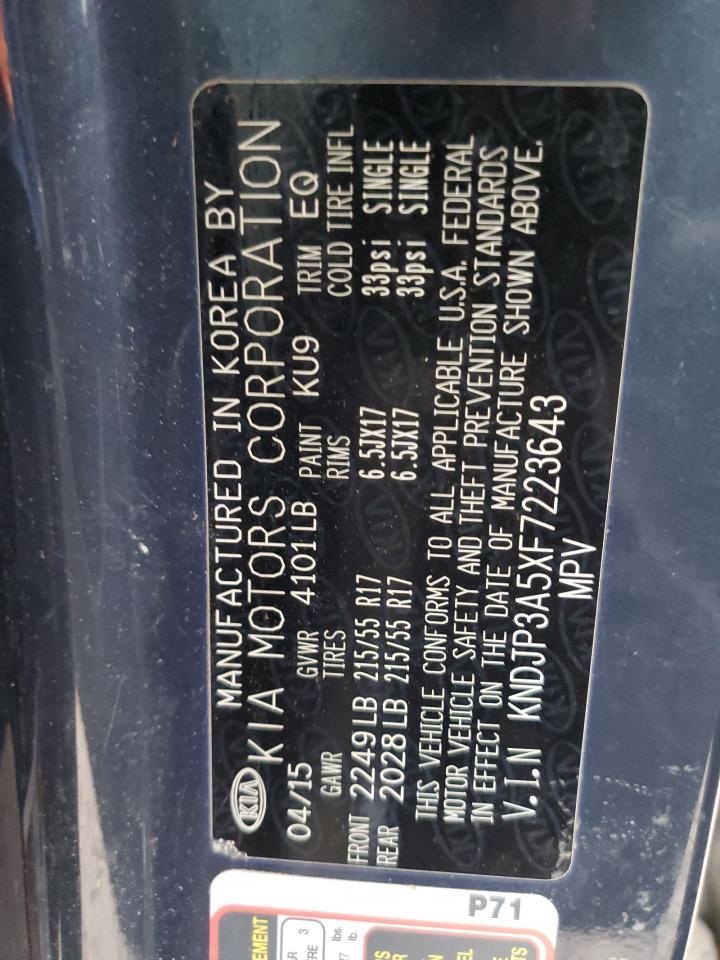 MANUFACTURED IN KOREA BY
KIA KIA MOTORS CORPORATION
04/15 GVWR 4101LB PAINT KU9 TRIM EQ
GAWR TIRES RIMS COLD TIRE INFL
FRONT 2249LB 215/55 R17 6.5JX17 33psi SINGLE
REAR 2028LB 215/55 R17 6.5JX17 33psi SINGLE
THIS VEHICLE CONFORMS TO ALL APPLICABLE U.S.A. FEDERAL
MOTOR VEHICLE SAFETY AND THEFT PREVENTION STANDARDS
IN EFFECT ON THE DATE OF MANUFACTURE SHOWN ABOVE.
V.I.N KNDJP3A5XF7223643
MPV
P71